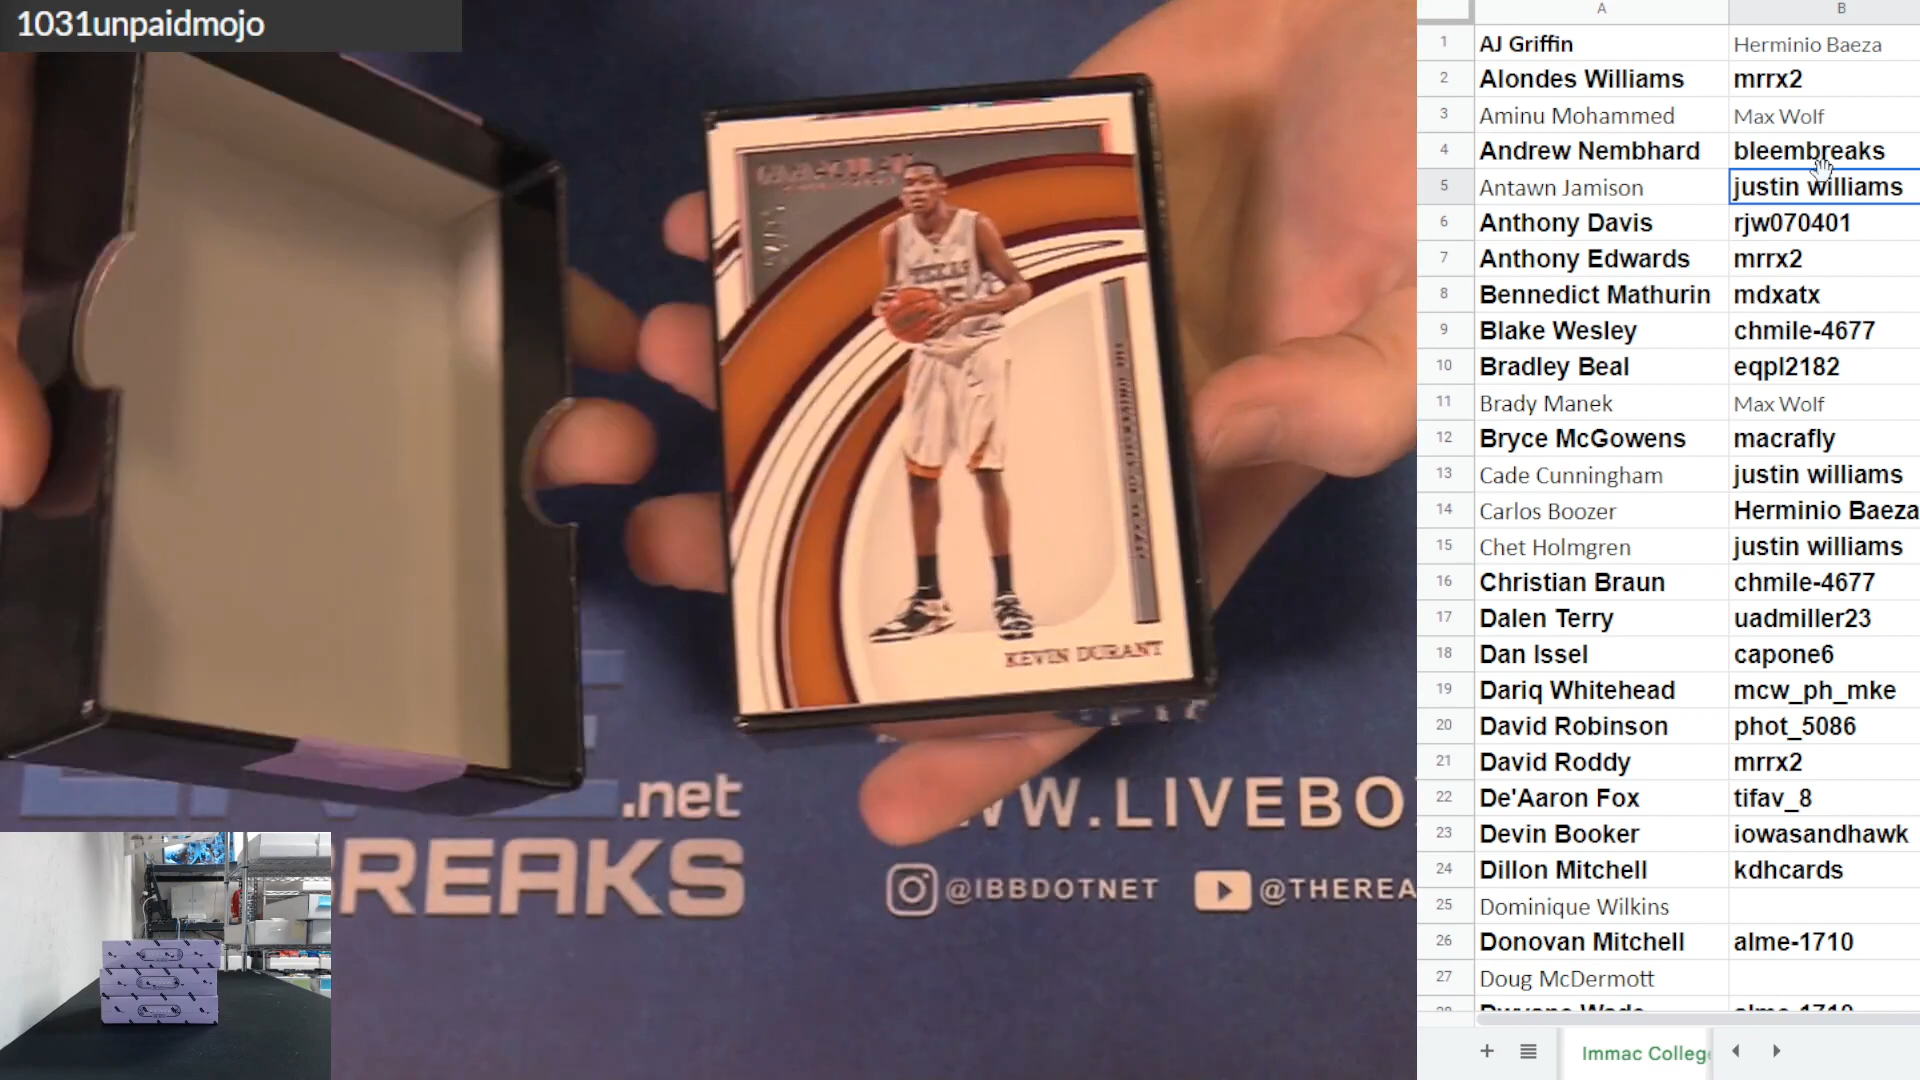 1031unpaidmojo
TEXAS
KEVIN DURANT
.net
REAKS
WW.LIVEBO
@IBBDOTNET
@THEREA
A B
1 AJ Griffin Herminio Baeza
2 Alondes Williams mrrx2
3 Aminu Mohammed Max Wolf
4 Andrew Nembhard bleembreaks
5 Antawn Jamison justin williams
6 Anthony Davis rjw070401
7 Anthony Edwards mrrx2
8 Bennedict Mathurin mdxatx
9 Blake Wesley chmile-4677
10 Bradley Beal eqpl2182
11 Brady Manek Max Wolf
12 Bryce McGowens macrafly
13 Cade Cunningham justin williams
14 Carlos Boozer Herminio Baeza
15 Chet Holmgren justin williams
16 Christian Braun chmile-4677
17 Dalen Terry uadmiller23
18 Dan Issel capone6
19 Dariq Whitehead mcw_ph_mke
20 David Robinson phot_5086
21 David Roddy mrrx2
22 De'Aaron Fox tifav_8
23 Devin Booker iowasandhawk
24 Dillon Mitchell kdhcards
25 Dominique Wilkins
26 Donovan Mitchell alme-1710
27 Doug McDermott
28 Dwyane Wade alme-1710
Immac Colleg